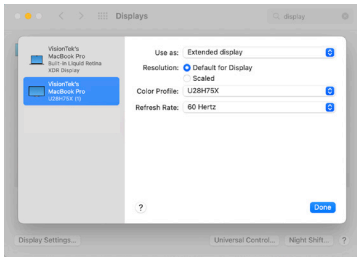 Displays
display
VisionTek's
MacBook Pro
Built-in Liquid Retina
XDR Display
VisionTek's
MacBook Pro
U28H75X (1)
Use as: Extended display
Resolution: Default for Display
Scaled
Color Profile: U28H75X
Refresh Rate: 60 Hertz
?
Done
Display Settings...
Universal Control...
Night Shift...
?